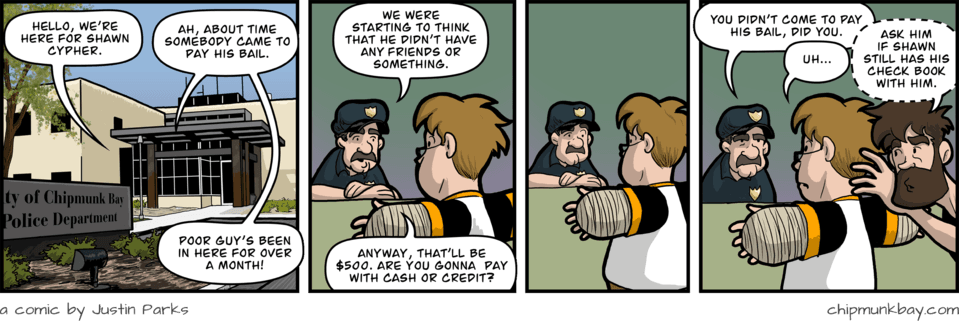 HELLO, WE'RE
HERE FOR SHAWN
CYPHER.
AH, ABOUT TIME
SOMEBODY CAME TO
PAY HIS BAIL.
ty of Chipmunk Bay
Police Department
POOR GUY'S BEEN
IN HERE FOR OVER
A MONTH!
WE WERE
STARTING TO THINK
THAT HE DIDN'T HAVE
ANY FRIENDS OR
SOMETHING.
ANYWAY, THAT'LL BE
$500. ARE YOU GONNA PAY
WITH CASH OR CREDIT?
YOU DIDN'T COME TO PAY
HIS BAIL, DID YOU.
UH...
ASK HIM
IF SHAWN
STILL HAS HIS
CHECK BOOK
WITH HIM.
a comic by Justin Parks
chipmunkbay.com